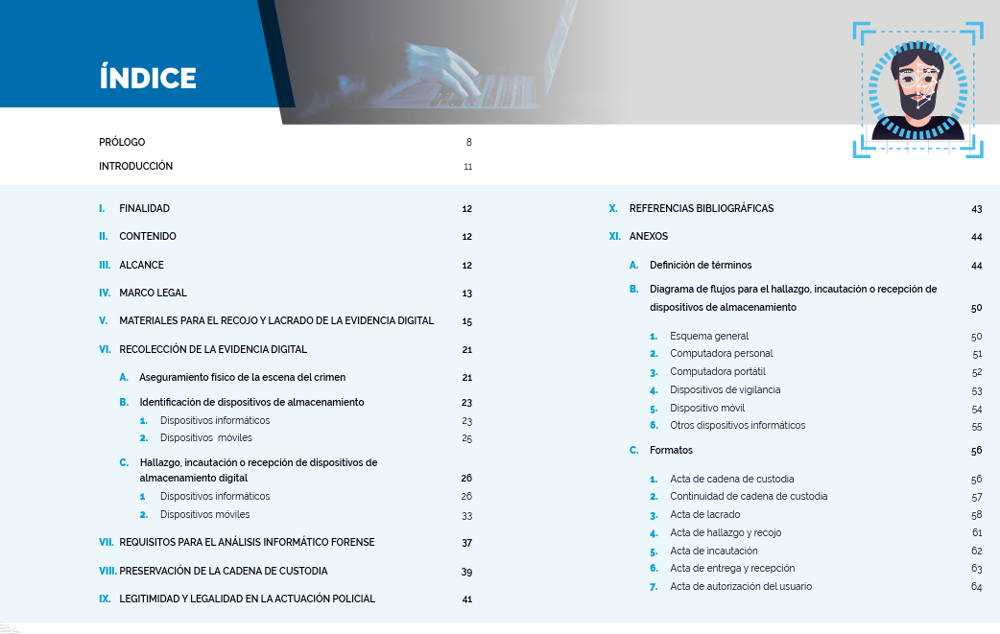 ÍNDICE
PRÓLOGO 8
INTRODUCCIÓN 11
I. FINALIDAD 12
II. CONTENIDO 12
III. ALCANCE 12
IV. MARCO LEGAL 13
V. MATERIALES PARA EL RECOJO Y LACRADO DE LA EVIDENCIA DIGITAL 15
VI. RECOLECCIÓN DE LA EVIDENCIA DIGITAL 21
A. Aseguramiento físico de la escena del crimen 21
B. Identificación de dispositivos de almacenamiento 23
1. Dispositivos informáticos 23
2. Dispositivos móviles 25
C. Hallazgo, incautación o recepción de dispositivos de
almacenamiento digital 26
1 Dispositivos informáticos 26
2. Dispositivos móviles 33
VII. REQUISITOS PARA EL ANÁLISIS INFORMÁTICO FORENSE 37
VIII. PRESERVACIÓN DE LA CADENA DE CUSTODIA 39
IX. LEGITIMIDAD Y LEGALIDAD EN LA ACTUACIÓN POLICIAL 41
X. REFERENCIAS BIBLIOGRÁFICAS 43
XI. ANEXOS 44
A. Definición de términos 44
B. Diagrama de flujos para el hallazgo, incautación o recepción de
dispositivos de almacenamiento 50
1. Esquema general 50
2. Computadora personal 51
3. Computadora portátil 52
4. Dispositivos de vigilancia 53
5. Dispositivo móvil 54
6. Otros dispositivos informáticos 55
C. Formatos 56
1. Acta de cadena de custodia 56
2. Continuidad de cadena de custodia 57
3. Acta de lacrado 58
4. Acta de hallazgo y recojo 61
5. Acta de incautación 62
6. Acta de entrega y recepción 63
7. Acta de autorización del usuario 64